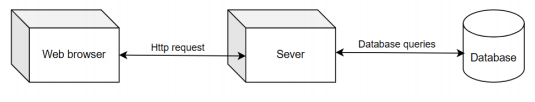 Web browser
Http request
Sever
Database queries
Database